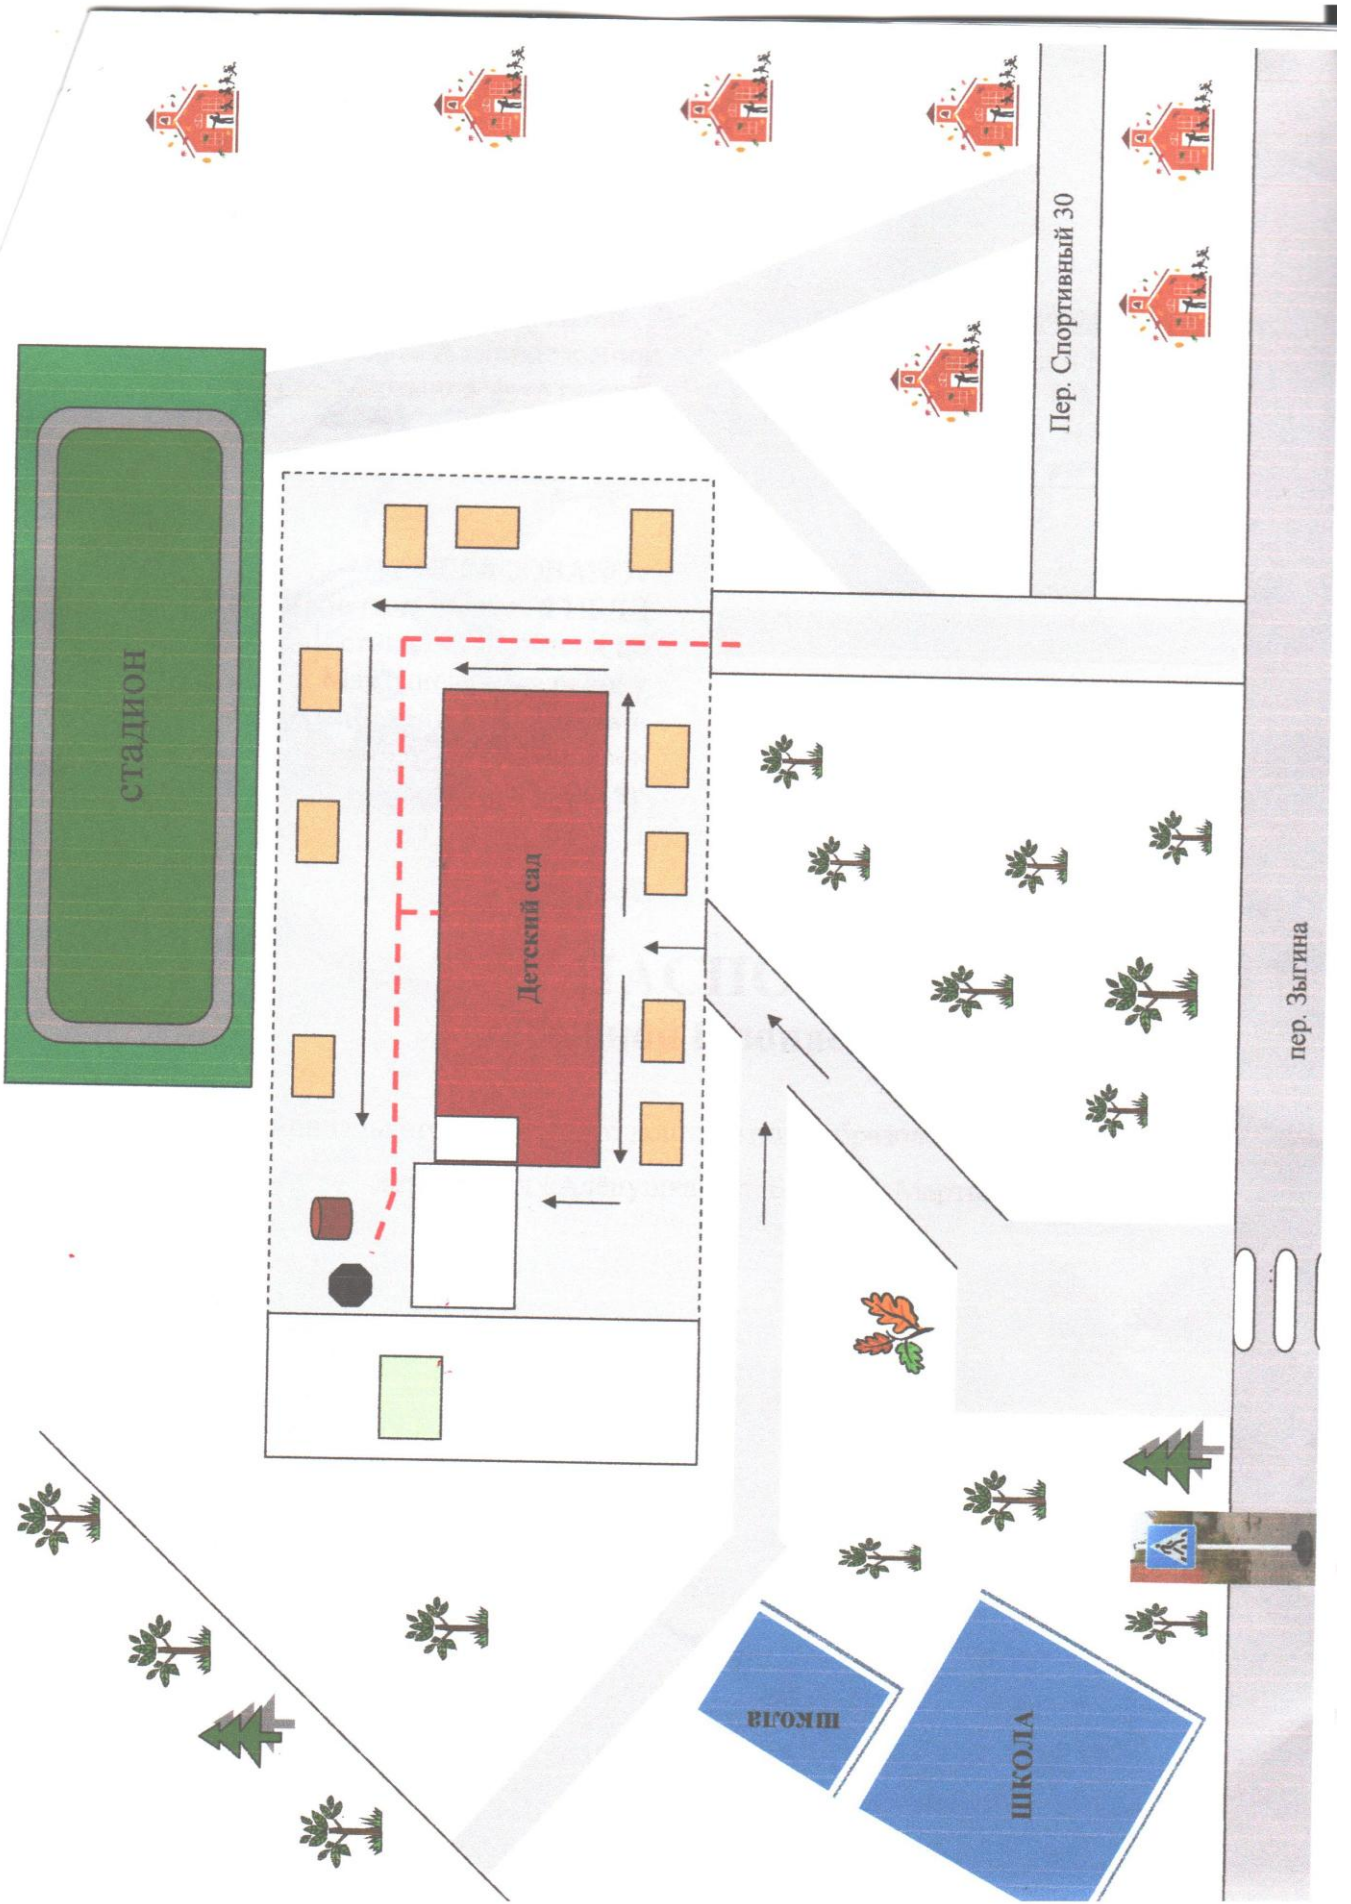 стадион
Детский сад
Пер. Спортивный 30
пер. Зыгина
школа
ШКОЛА